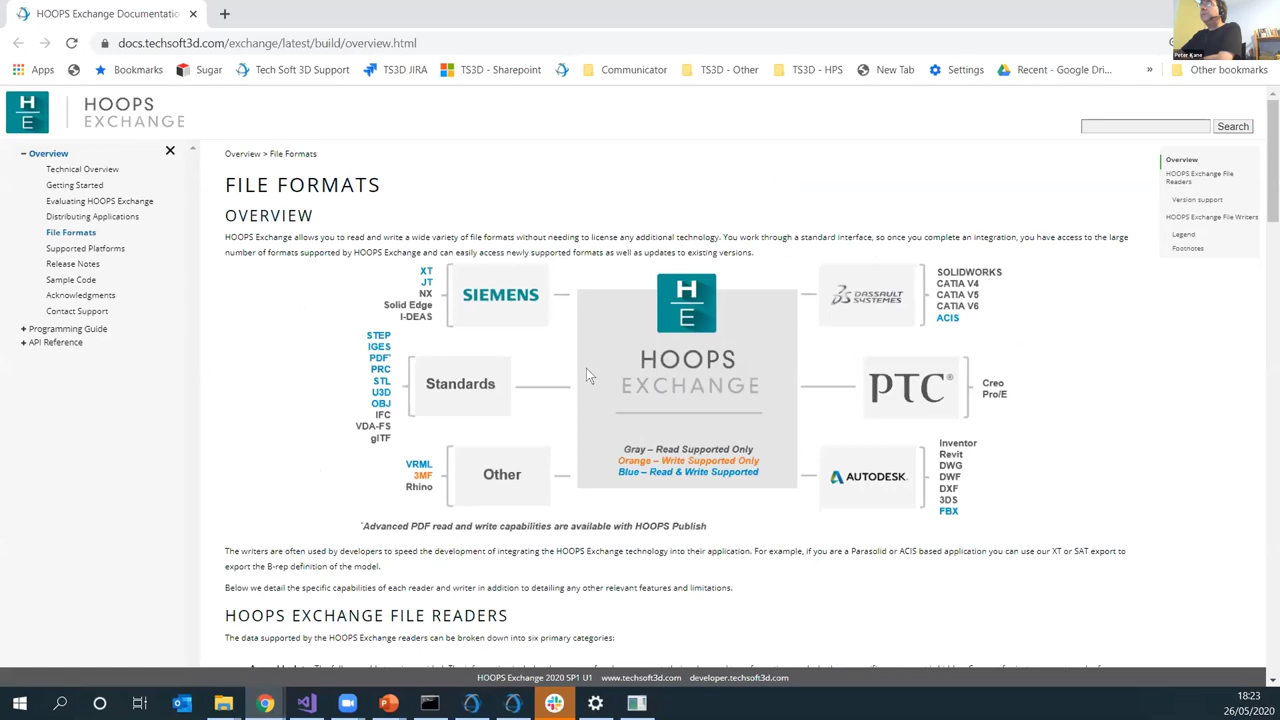 HOOPS Exchange Documentatio
docs.techsoft3d.com/exchange/latest/build/overview.html
Peter Kane
Apps
Bookmarks
Sugar
Tech Soft 3D Support
TS3D JIRA
TS3D - Sharepoint
Communicator
TS3D - Other
TS3D - HPS
New Tab
Settings
Recent - Google Dri...
»
Other bookmarks
H
E
HOOPS
EXCHANGE
Search
Overview
Technical Overview
Getting Started
Evaluating HOOPS Exchange
Distributing Applications
File Formats
Supported Platforms
Release Notes
Sample Code
Acknowledgments
Contact Support
Programming Guide
API Reference
Overview > File Formats
FILE FORMATS
OVERVIEW
HOOPS Exchange allows you to read and write a wide variety of file formats without needing to license any additional technology. You work through a standard interface, so once you complete an integration, you have access to the large
number of formats supported by HOOPS Exchange and can easily access newly supported formats as well as updates to existing versions.
XT
JT
NX
Solid Edge
I-DEAS
SIEMENS
STEP
IGES
PDF*
PRC
STL
U3D
OBJ
IFC
VDA-FS
glTF
Standards
VRML
3MF
Rhino
Other
H
E
HOOPS
EXCHANGE
Gray – Read Supported Only
Orange – Write Supported Only
Blue – Read & Write Supported
DASSAULT
SYSTEMES
SOLIDWORKS
CATIA V4
CATIA V5
CATIA V6
ACIS
PTC®
Creo
Pro/E
AUTODESK
Inventor
Revit
DWG
DWF
DXF
3DS
FBX
*Advanced PDF read and write capabilities are available with HOOPS Publish
The writers are often used by developers to speed the development of integrating the HOOPS Exchange technology into their application. For example, if you are a Parasolid or ACIS based application you can use our XT or SAT export to
export the B-rep definition of the model.
Below we detail the specific capabilities of each reader and writer in addition to detailing any other relevant features and limitations.
HOOPS EXCHANGE FILE READERS
The data supported by the HOOPS Exchange readers can be broken down into six primary categories:
Overview
HOOPS Exchange File
Readers
Version support
HOOPS Exchange File Writers
Legend
Footnotes
HOOPS Exchange 2020 SP1 U1 www.techsoft3d.com developer.techsoft3d.com
18:23
26/05/2020